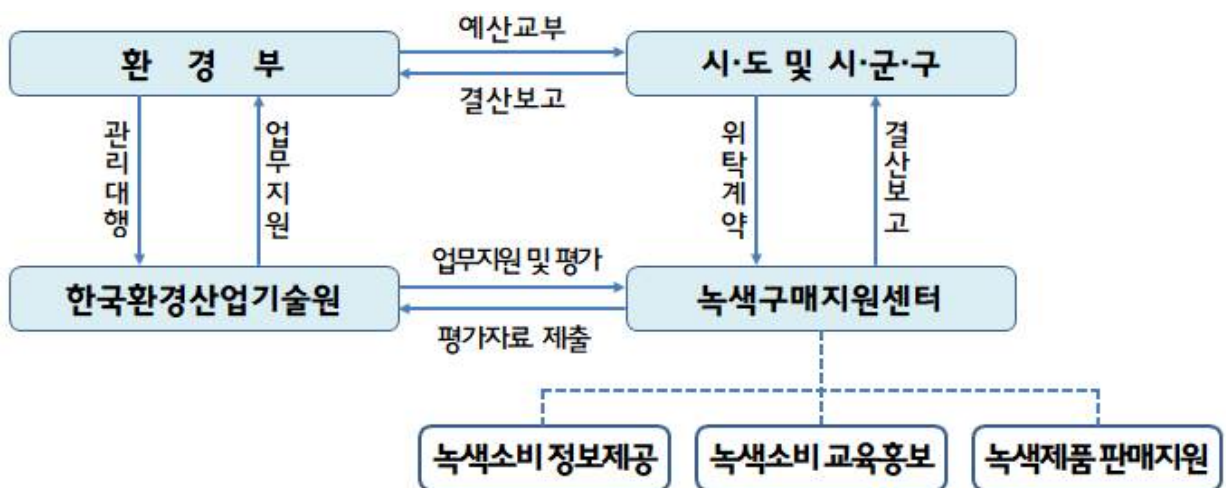 예산교부
환 경 부
시·도 및 시·군·구
결산보고
관리대행
업무지원
위탁계약
결산보고
업무지원 및 평가
한국환경산업기술원
녹색구매지원센터
평가자료 제출
녹색소비 정보제공
녹색소비 교육홍보
녹색제품 판매지원